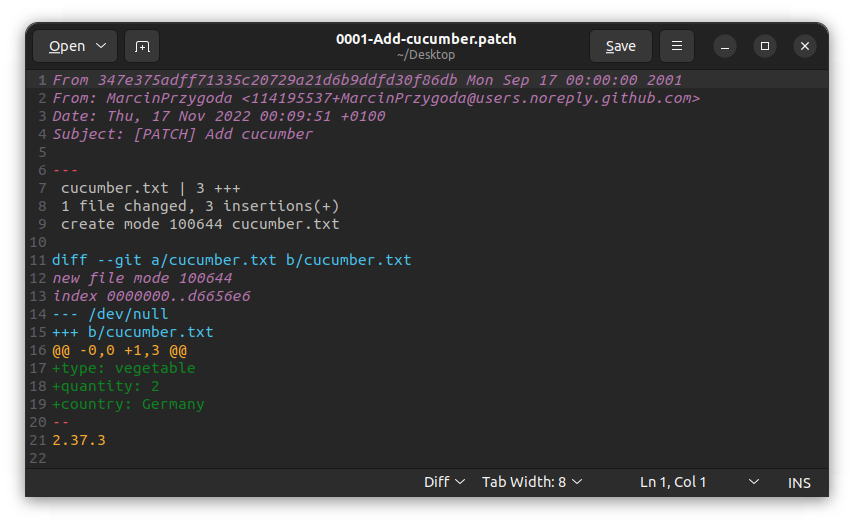 Open
0001-Add-cucumber.patch
~/Desktop
Save
1 From 347e375adff71335c20729a21d6b9ddfd30f86db Mon Sep 17 00:00:00 2001
2 From: MarcinPrzygoda <114195537+MarcinPrzygoda@users.noreply.github.com>
3 Date: Thu, 17 Nov 2022 00:09:51 +0100
4 Subject: [PATCH] Add cucumber
5
6 ---
7  cucumber.txt | 3 +++
8  1 file changed, 3 insertions(+)
9  create mode 100644 cucumber.txt
10
11 diff --git a/cucumber.txt b/cucumber.txt
12 new file mode 100644
13 index 0000000..d6656e6
14 --- /dev/null
15 +++ b/cucumber.txt
16 @@ -0,0 +1,3 @@
17 +type: vegetable
18 +quantity: 2
19 +country: Germany
20 --
21 2.37.3
22
Diff Tab Width: 8 Ln 1, Col 1 INS